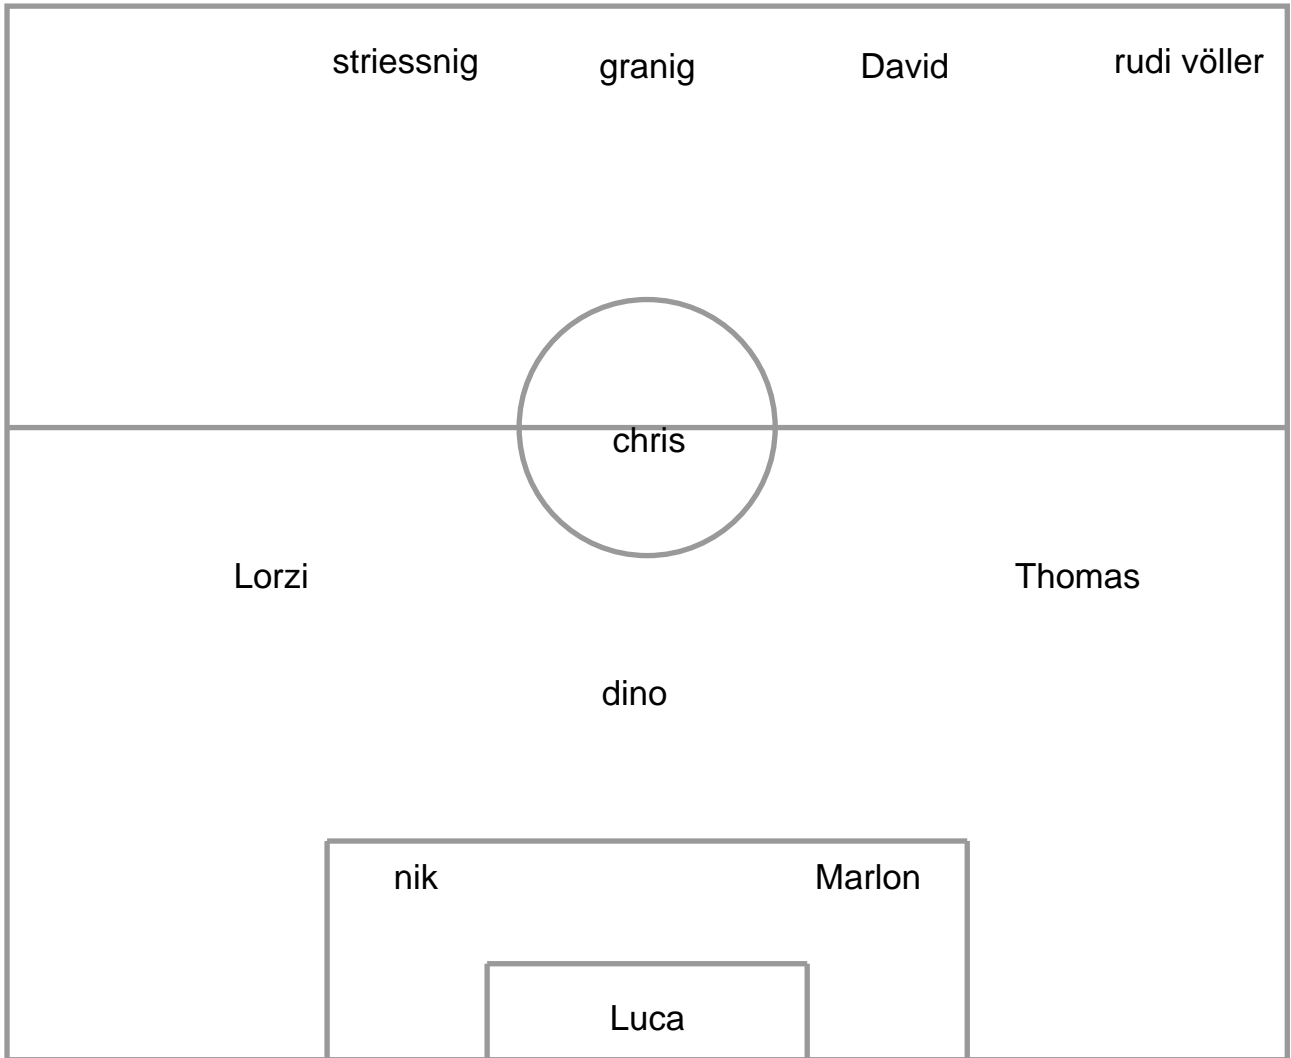 striessnig
granig
David
rudi völler
chris
Lorzi
Thomas
dino
nik
Marlon
Luca